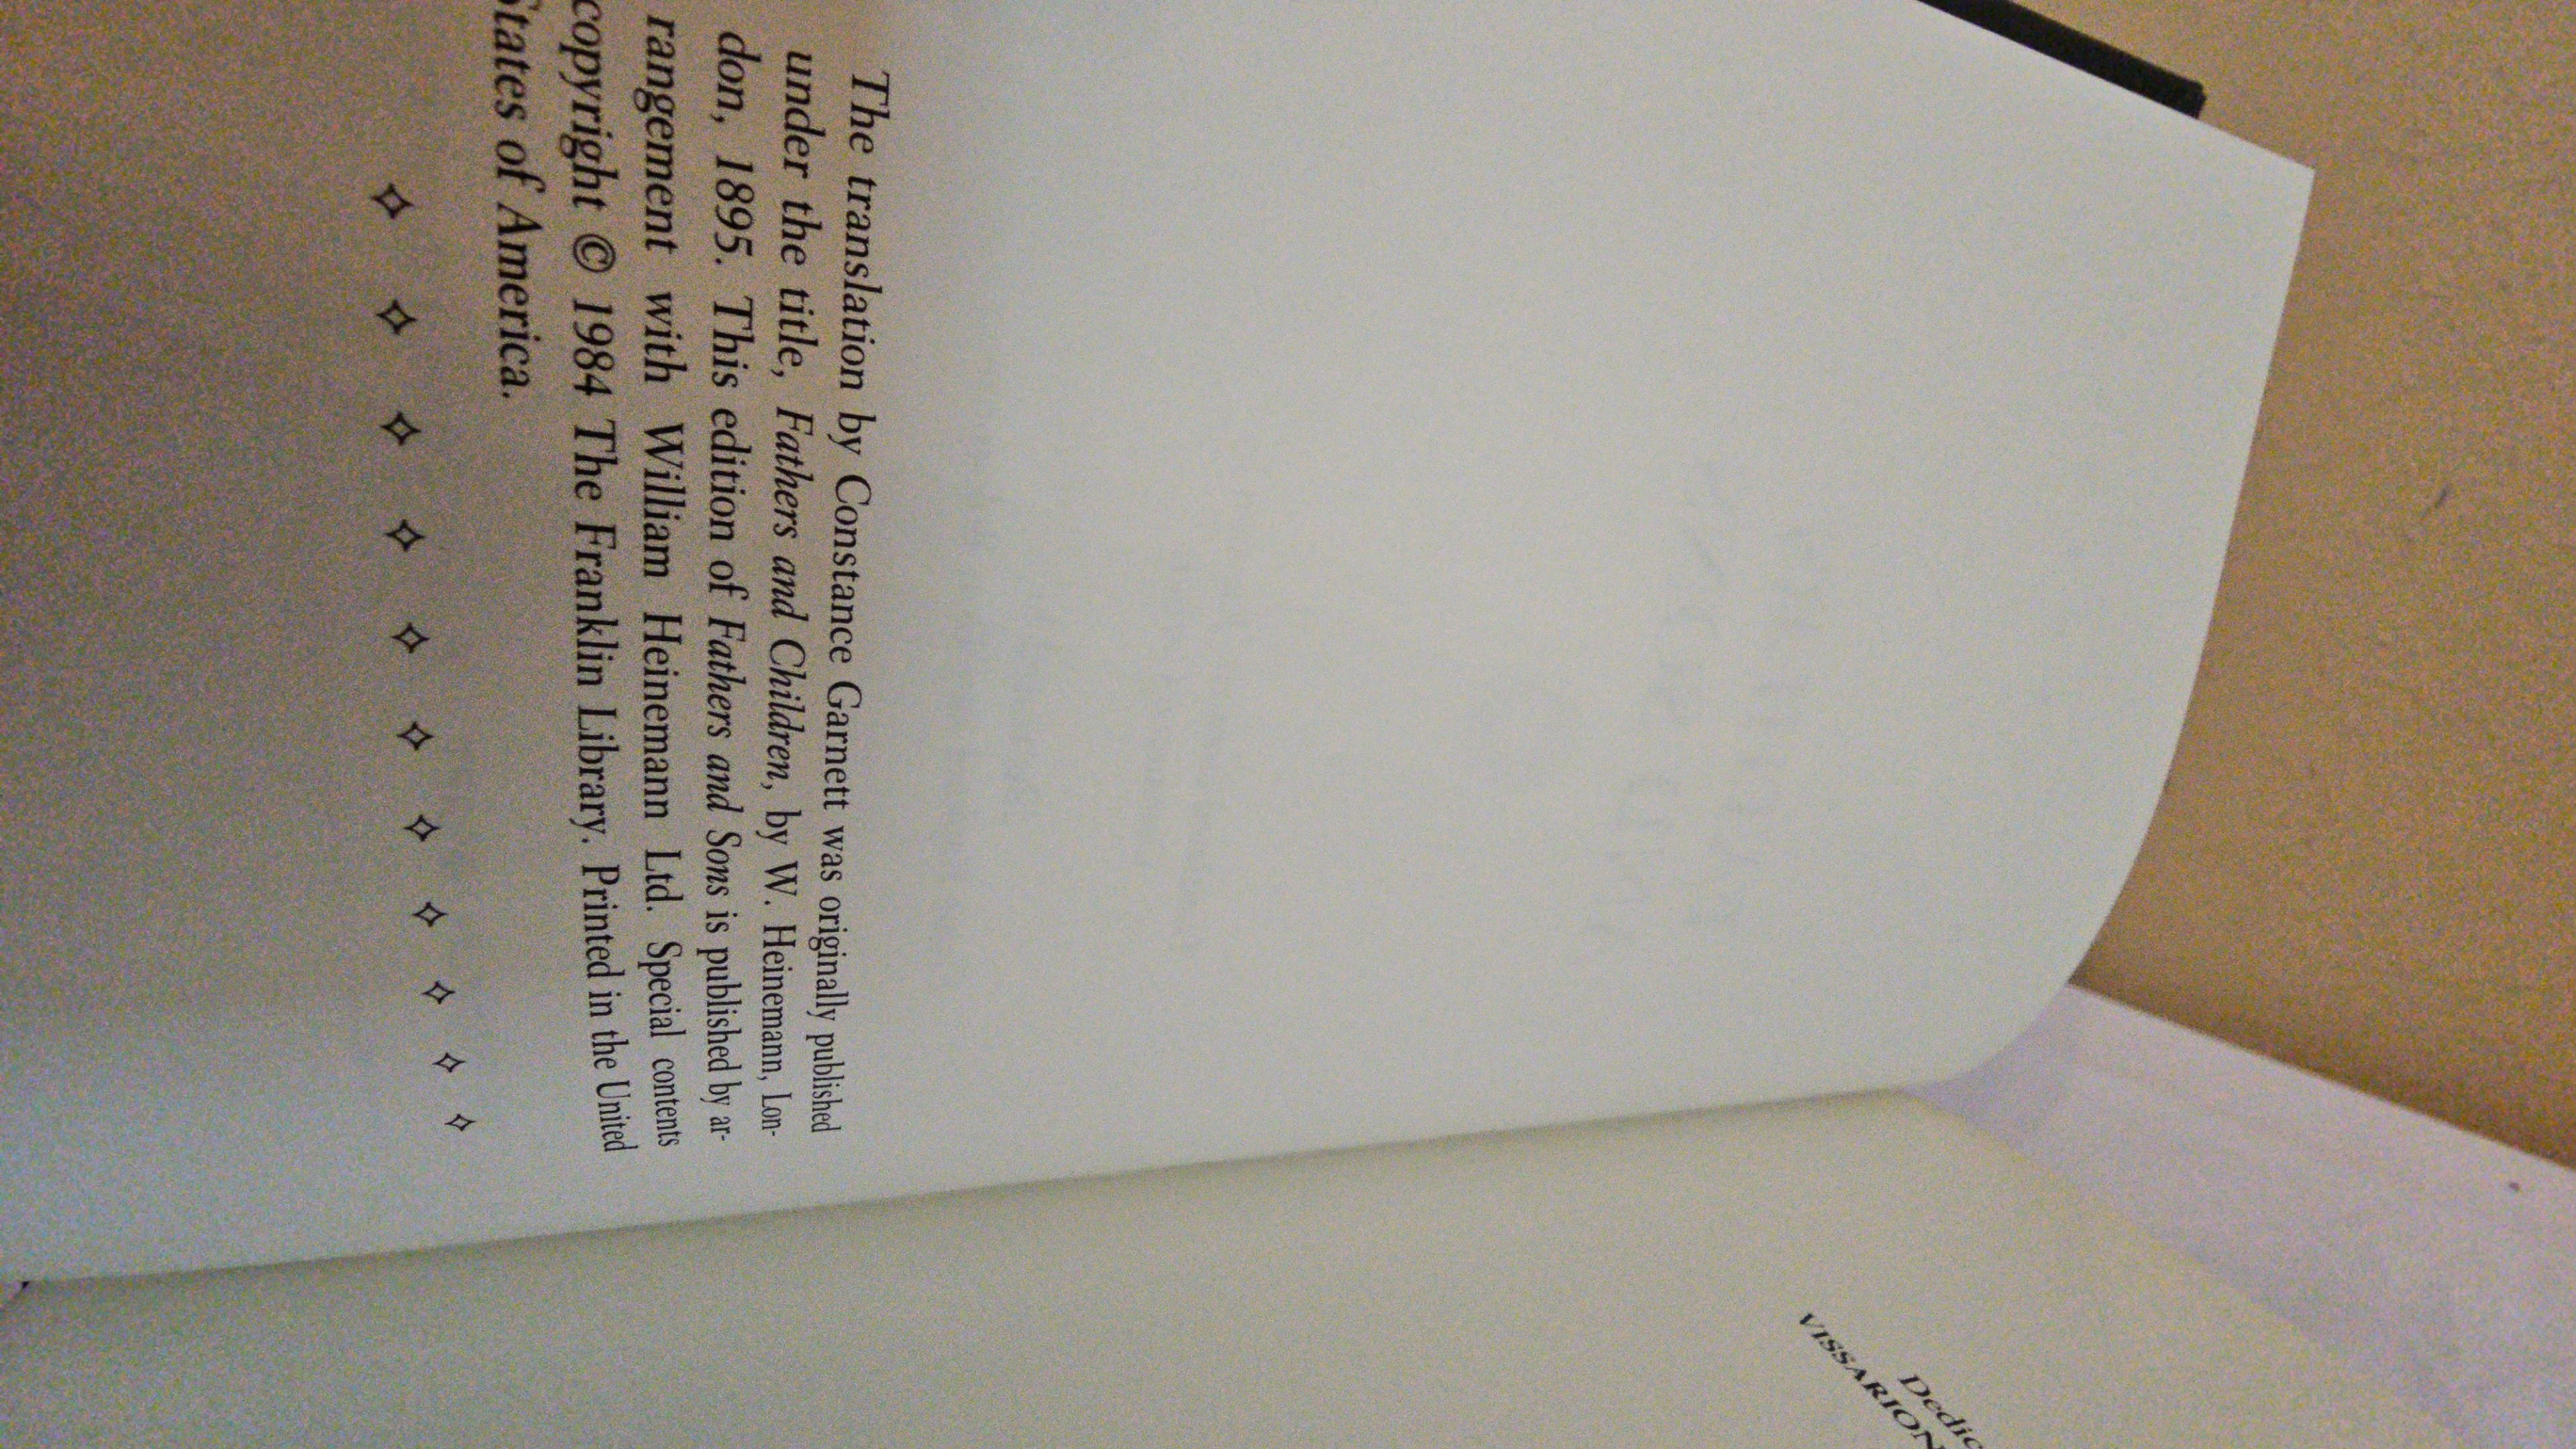 The translation by Constance Garnett was originally published
under the title, Fathers and Children, by W. Heinemann, Lon-
don, 1895. This edition of Fathers and Sons is published by ar-
rangement with William Heinemann Ltd. Special contents
copyright © 1984 The Franklin Library. Printed in the United
States of America.
Dedic
VISSARION